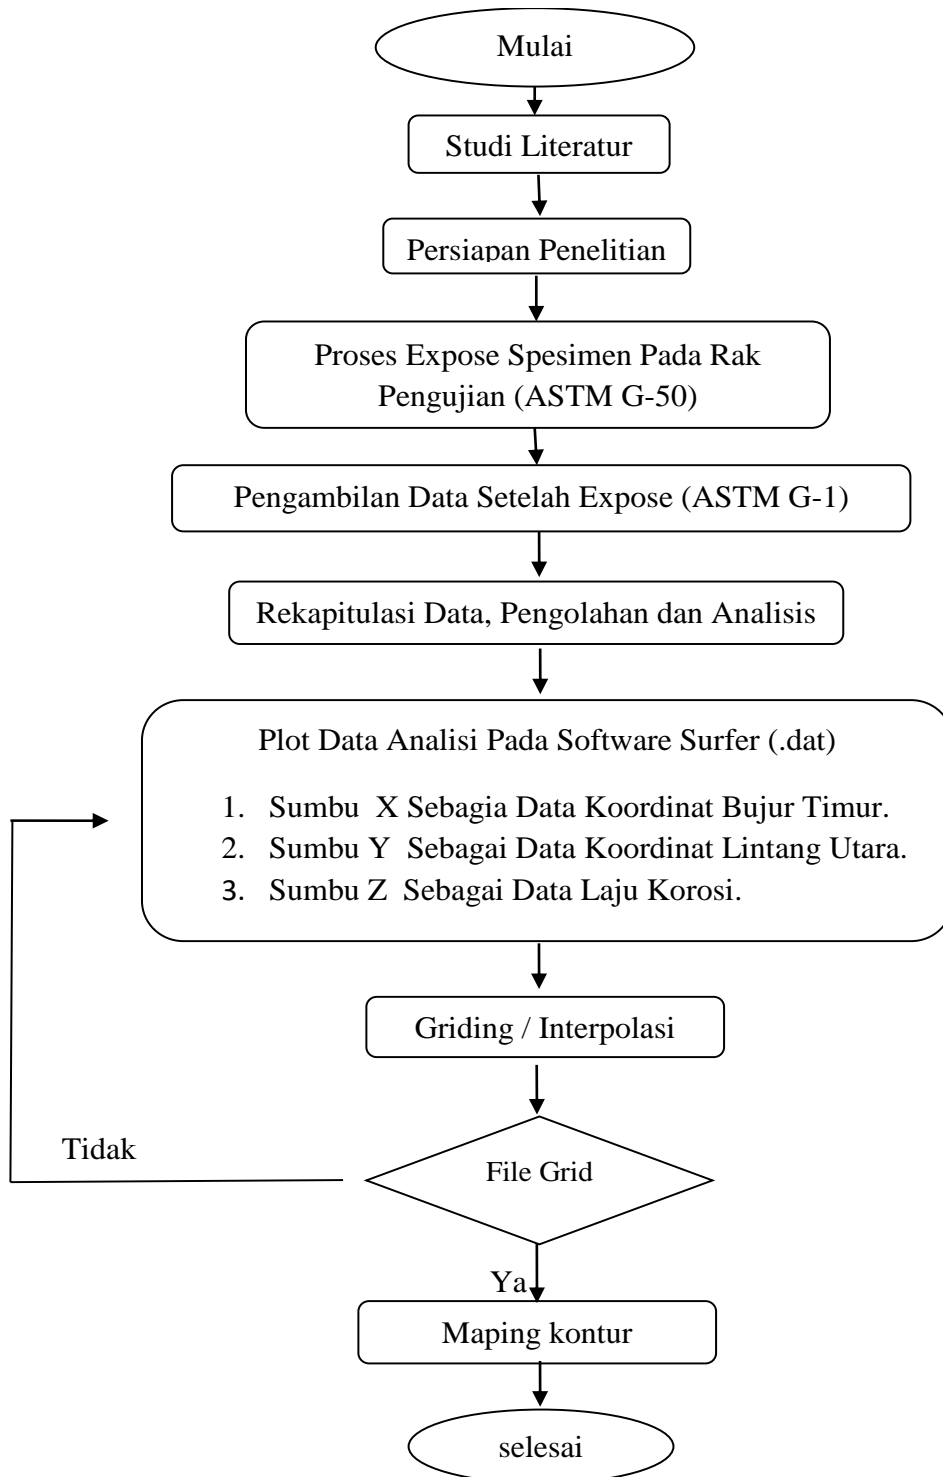 Mulai
Studi Literatur
Persiapan Penelitian
Proses Expose Spesimen Pada Rak
Pengujian (ASTM G-50)
Pengambilan Data Setelah Expose (ASTM G-1)
Rekapitulasi Data, Pengolahan dan Analisis
Plot Data Analisi Pada Software Surfer (.dat)
1. Sumbu X Sebagia Data Koordinat Bujur Timur.
2. Sumbu Y Sebagai Data Koordinat Lintang Utara.
3. Sumbu Z Sebagai Data Laju Korosi.
Griding / Interpolasi
Tidak
File Grid
Ya
Maping kontur
selesai